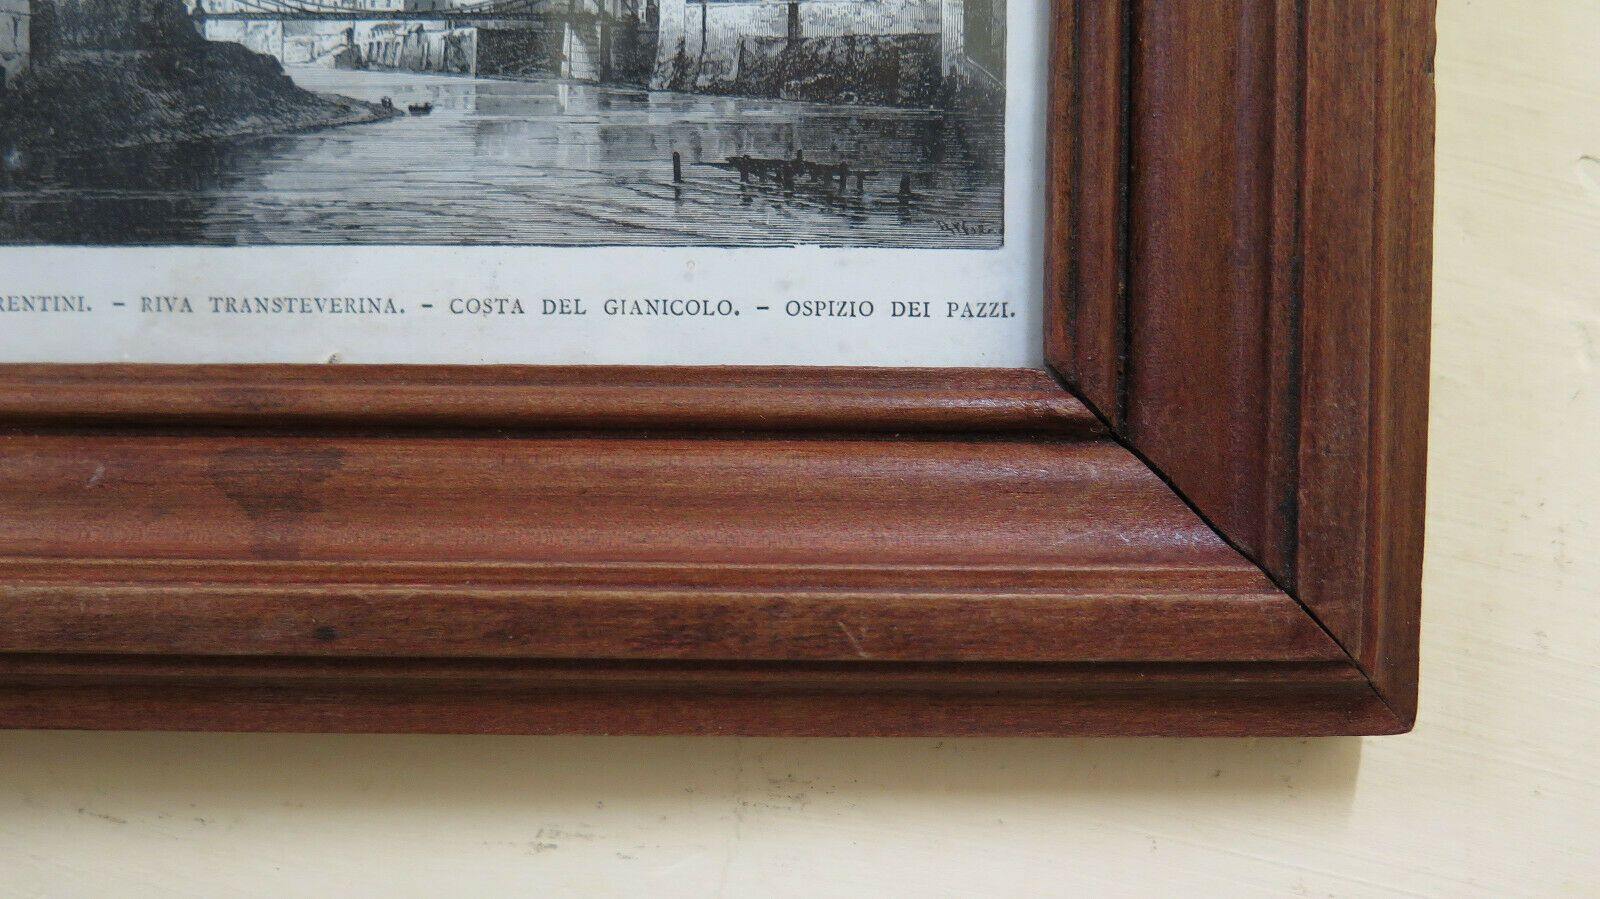 RENTINI. – RIVA TRANSTEVERINA. – COSTA DEL GIANICOLO. – OSPIZIO DEI PAZZI.